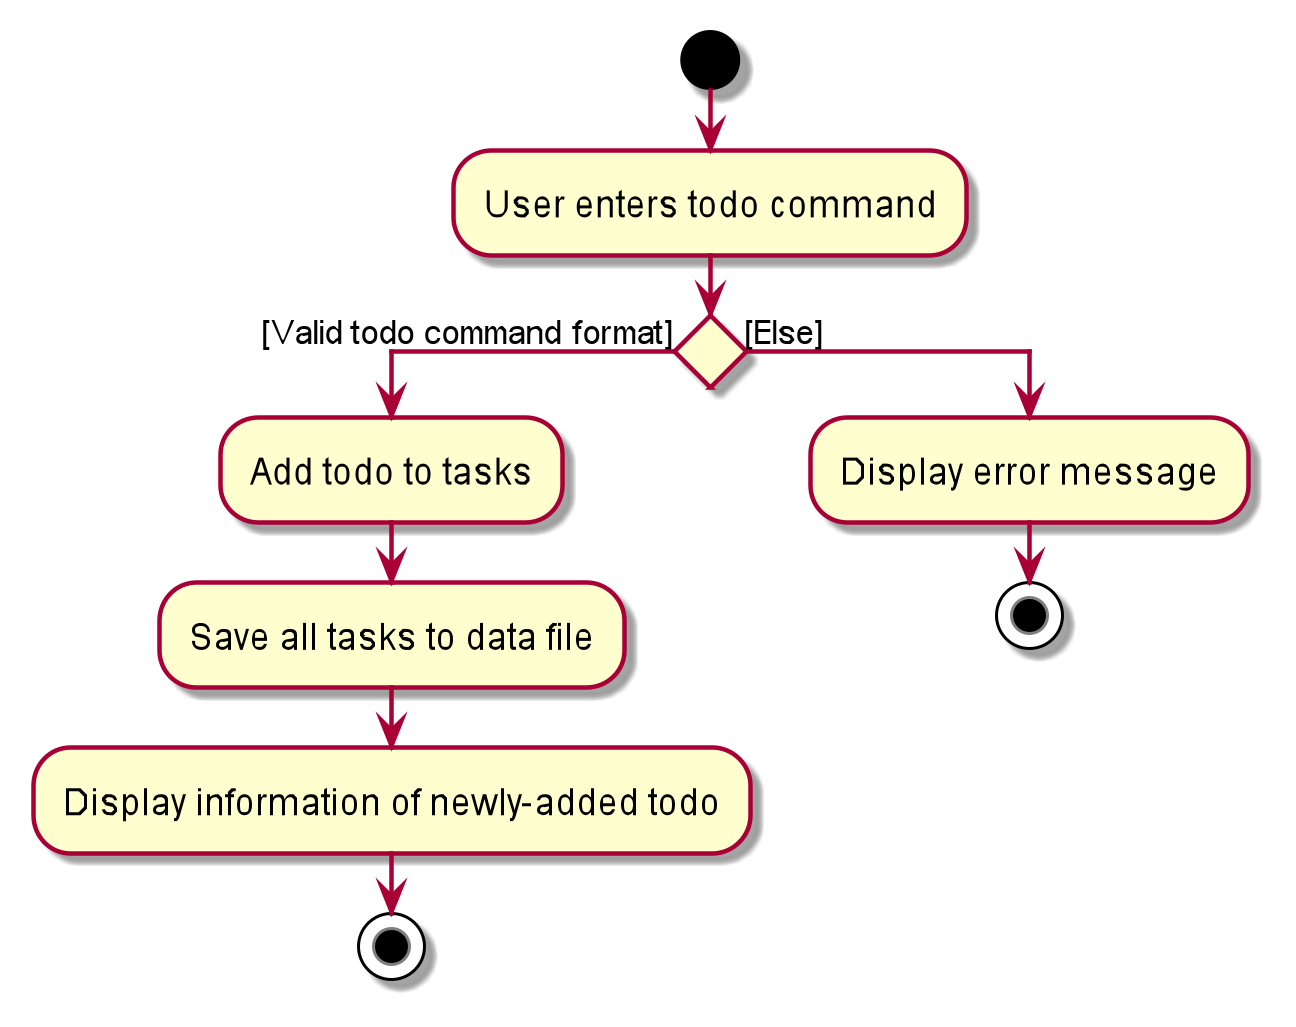 User enters todo command
[Valid todo command format]
[Else]
Add todo to tasks
Display error message
Save all tasks to data file
Display information of newly-added todo